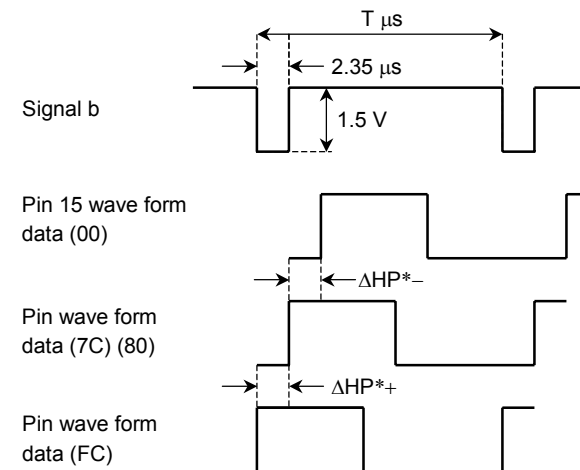 T μs
2.35 μs
Signal b
1.5 V
Pin 15 wave form
data (00)
ΔHP*−
Pin wave form
data (7C) (80)
ΔHP*+
Pin wave form
data (FC)